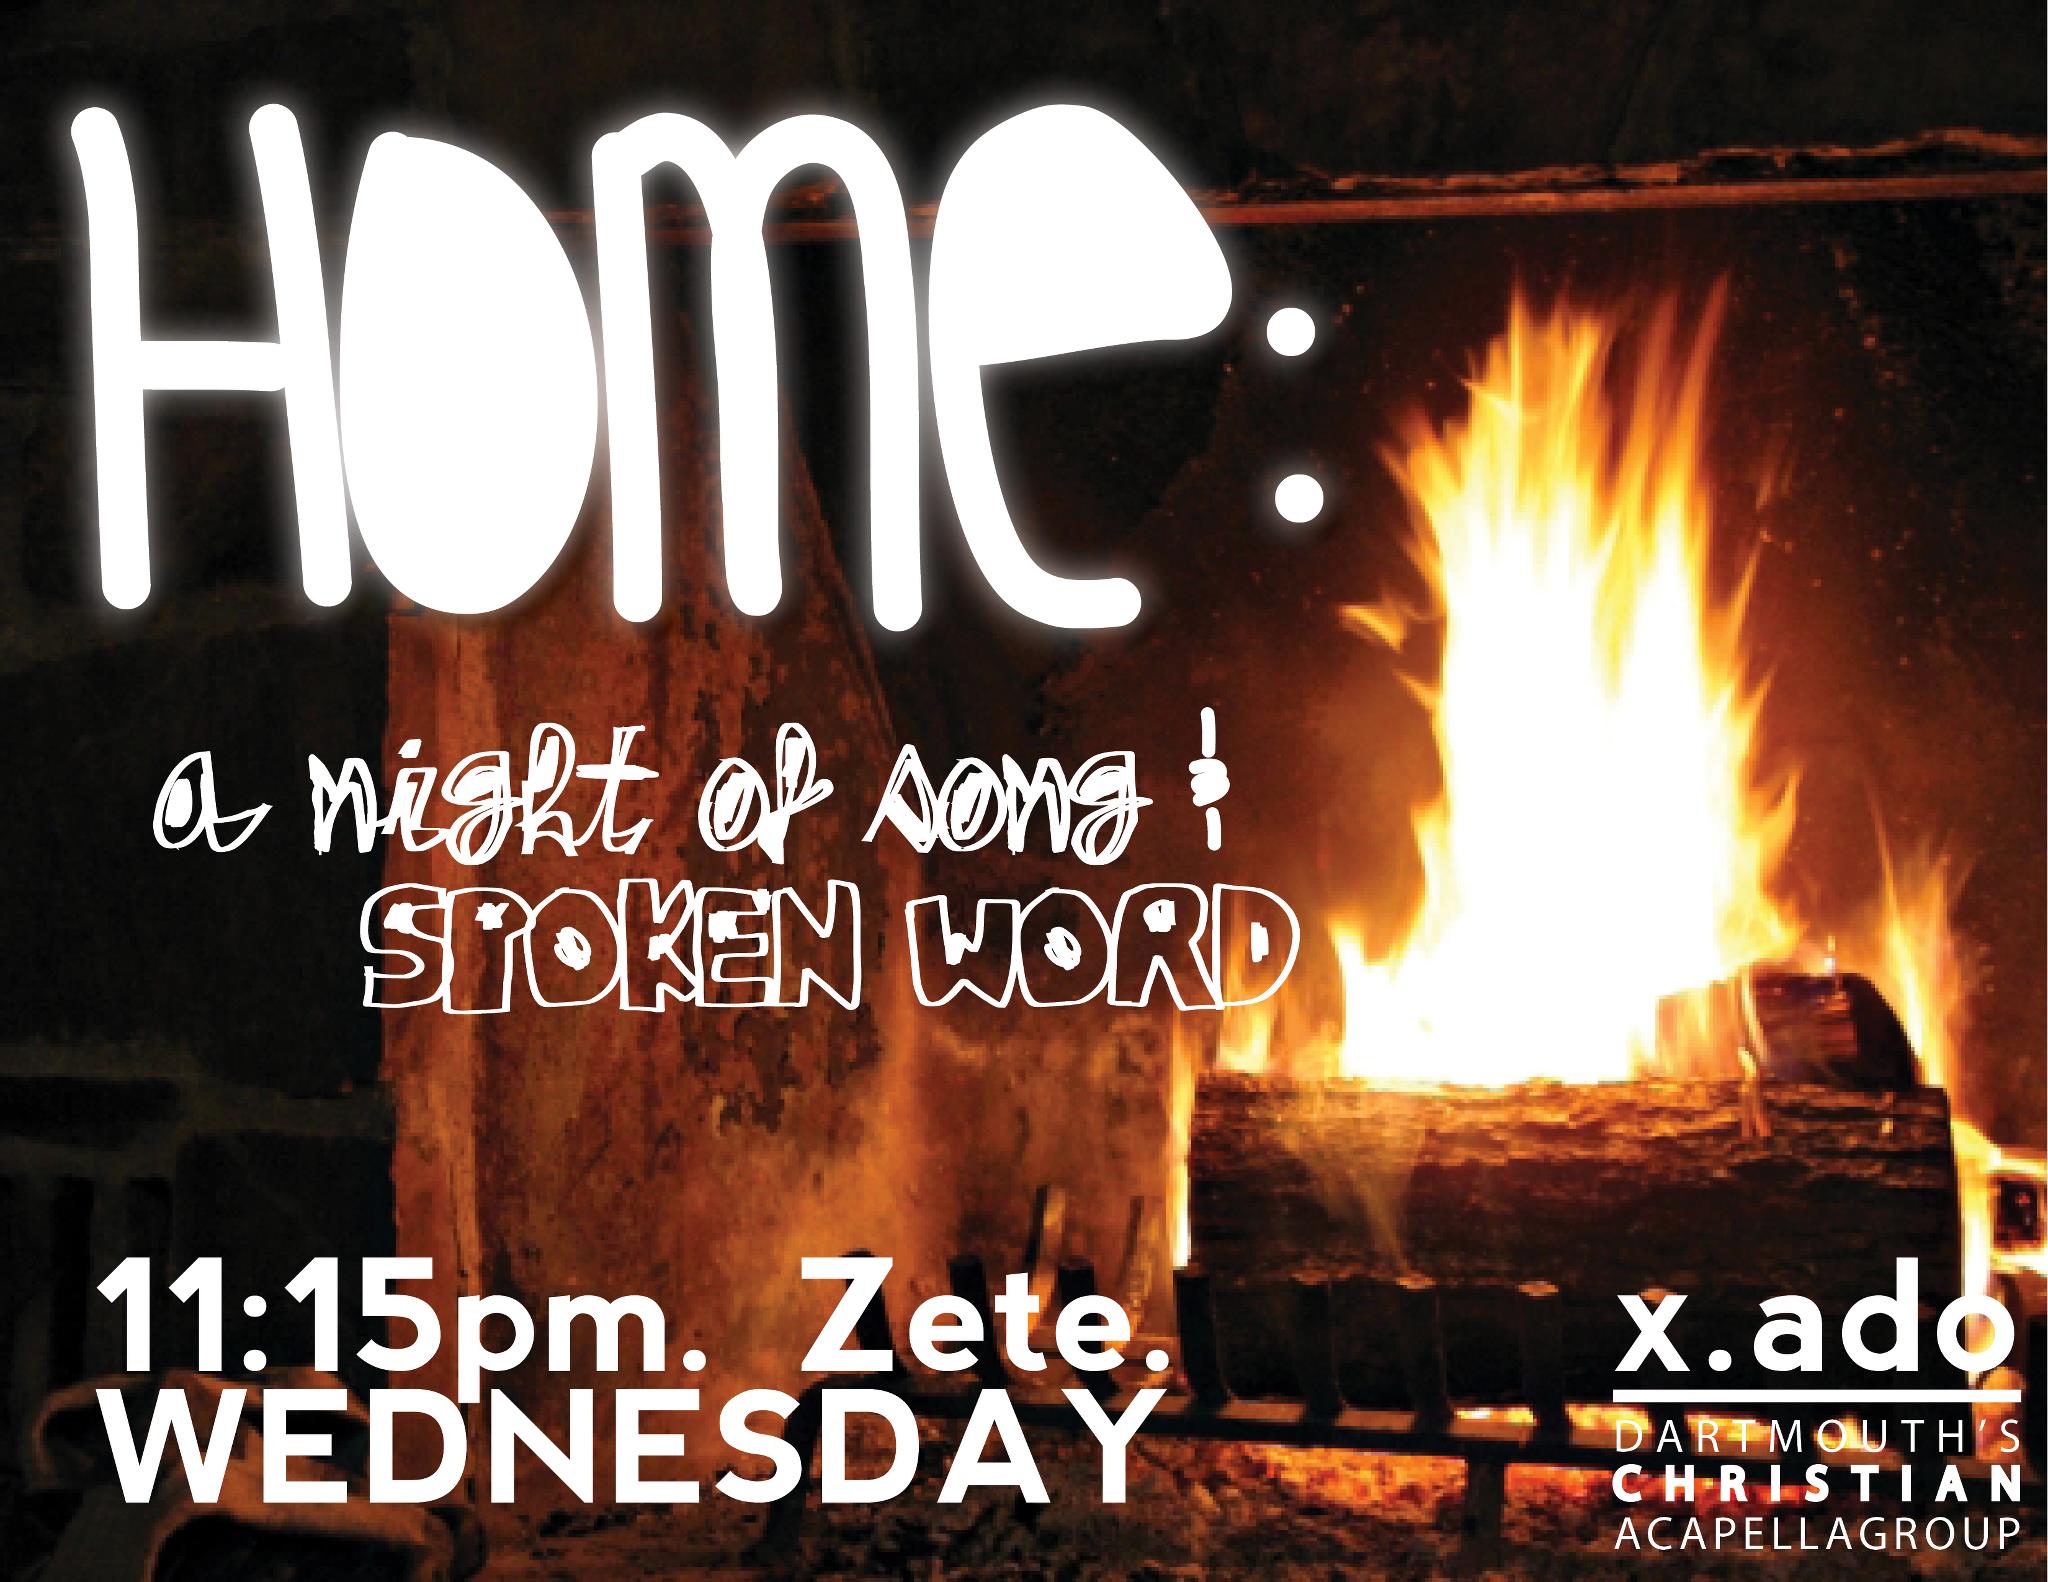 Home:
a night of song &
SPOKEN WORD
11:15pm. Zete.
WEDNESDAY
x.ado
DARTMOUTH'S
CHRISTIAN
ACAPELLAGROUP